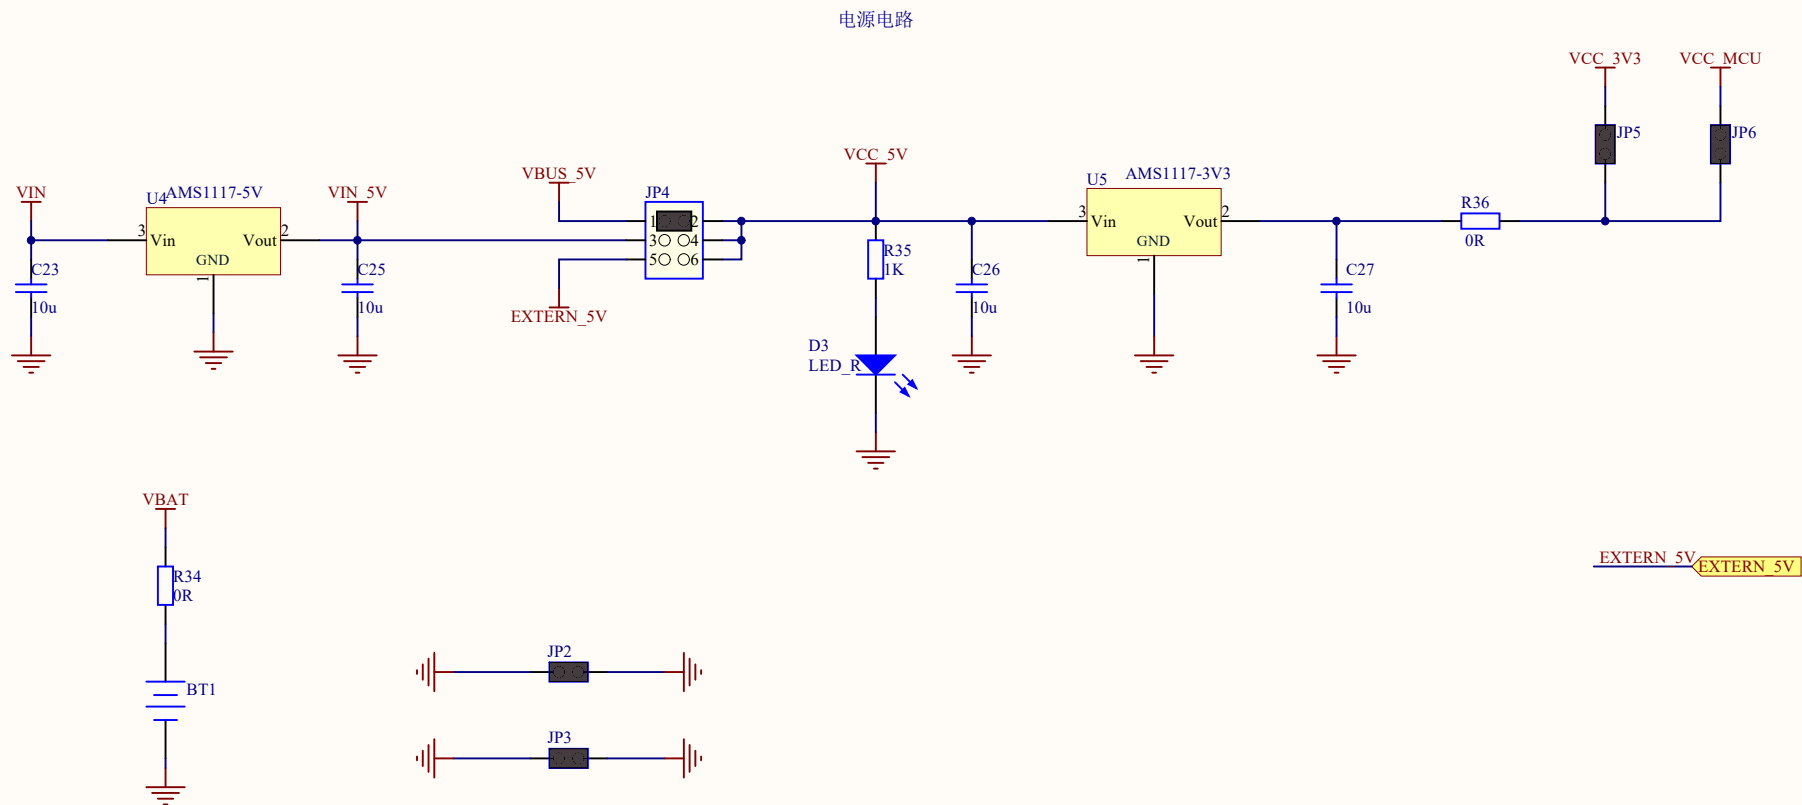 电源电路
VCC_3V3
VCC_MCU
JP5
JP6
VCC_5V
VBUS_5V
AMS1117-3V3
U5
VIN
U4
AMS1117-5V
VIN_5V
JP4
R36
3
Vin
Vout
2
GND
1
0R
1
2
3
4
5
6
3
Vin
Vout
2
GND
1
R35
1K
C23
10u
C25
10u
C26
10u
C27
10u
EXTERN_5V
D3
LED_R
VBAT
R34
0R
EXTERN_5V
EXTERN_5V
JP2
BT1
JP3